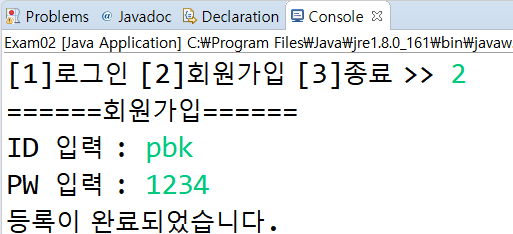 Problems @ Javadoc Declaration Console
Exam02 [Java Application] C:₩Program Files₩Java₩jre1.8.0_161₩bin₩javaw.
[1]로그인 [2]회원가입 [3]종료 >> 2
======회원가입======
ID 입력 : pbk
PW 입력 : 1234
등록이 완료되었습니다.